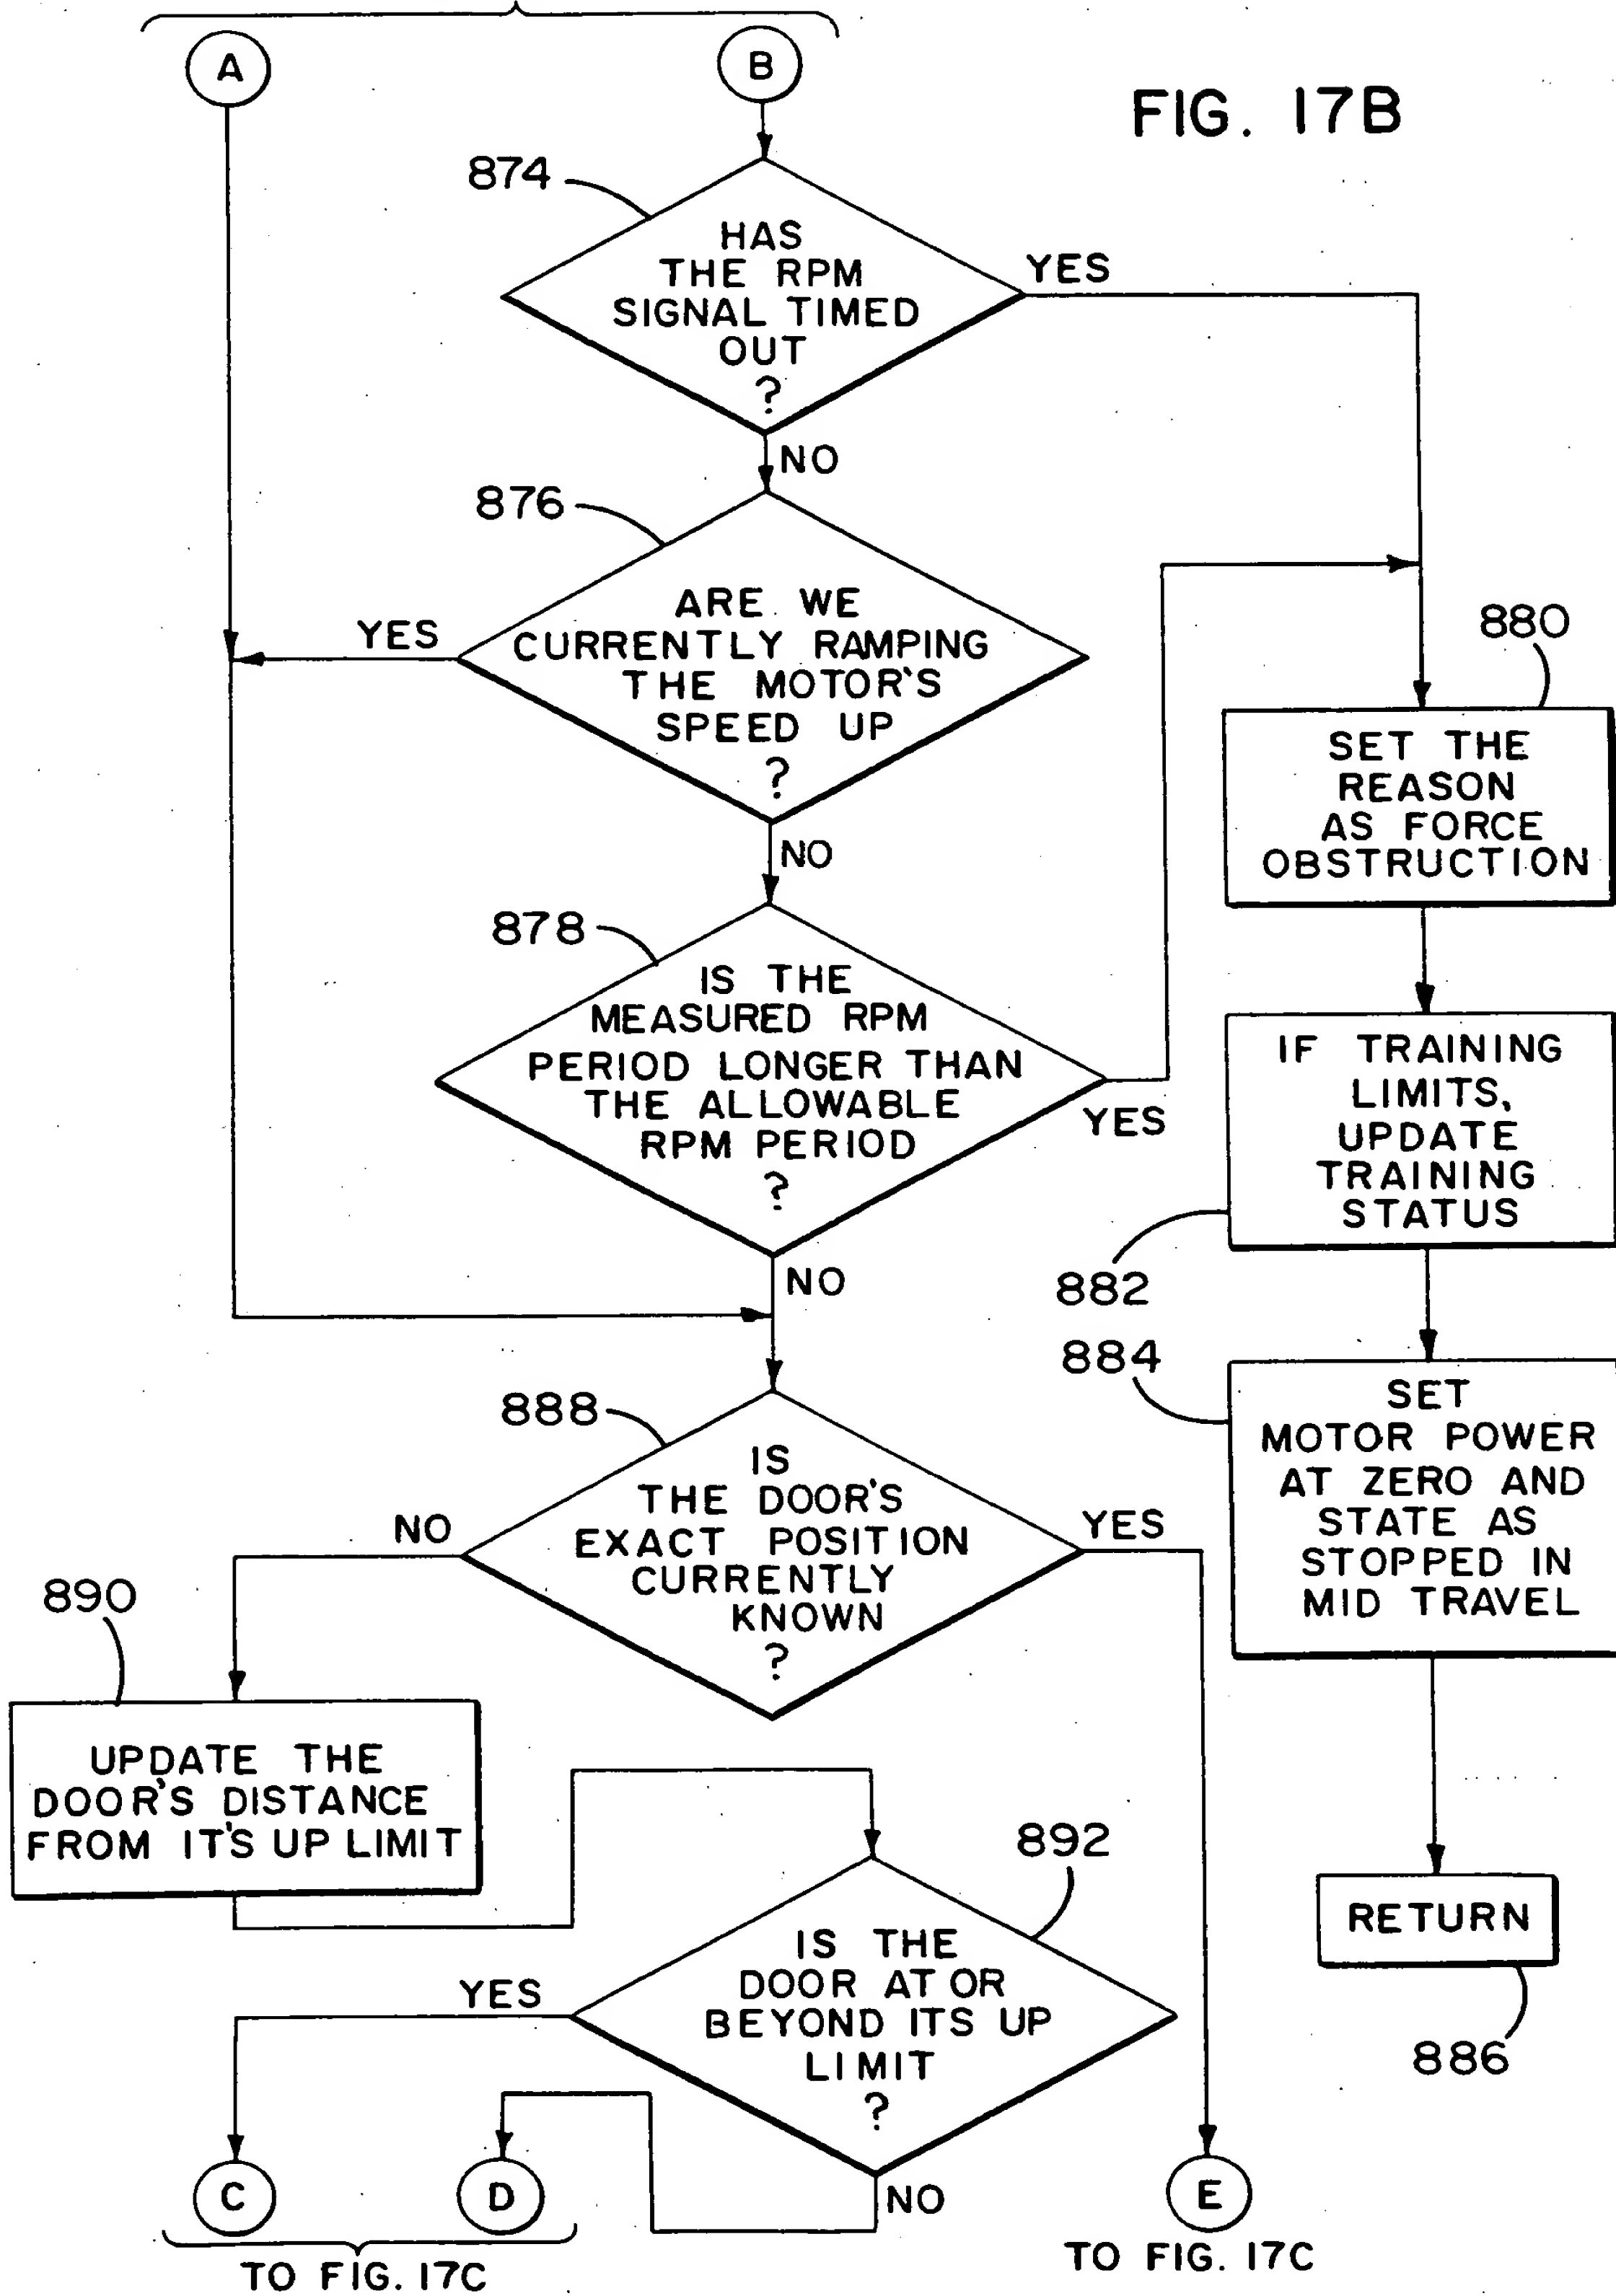 A
B
FIG. 17B
874
HAS
THE RPM
SIGNAL TIMED
OUT
?
YES
NO
876
ARE WE
CURRENTLY RAMPING
THE MOTOR'S
SPEED UP
?
YES
NO
878
IS THE
MEASURED RPM
PERIOD LONGER THAN
THE ALLOWABLE
RPM PERIOD
?
YES
NO
880
SET THE
REASON
AS FORCE
OBSTRUCTION
IF TRAINING
LIMITS,
UPDATE
TRAINING
STATUS
882
884
SET
MOTOR POWER
AT ZERO AND
STATE AS
STOPPED IN
MID TRAVEL
RETURN
886
888
IS
THE DOOR'S
EXACT POSITION
CURRENTLY
KNOWN
?
NO
YES
890
UPDATE THE
DOOR'S DISTANCE
FROM IT'S UP LIMIT
892
IS THE
DOOR AT OR
BEYOND ITS UP
LIMIT
?
YES
NO
C
D
E
TO FIG. 17C
TO FIG. 17C